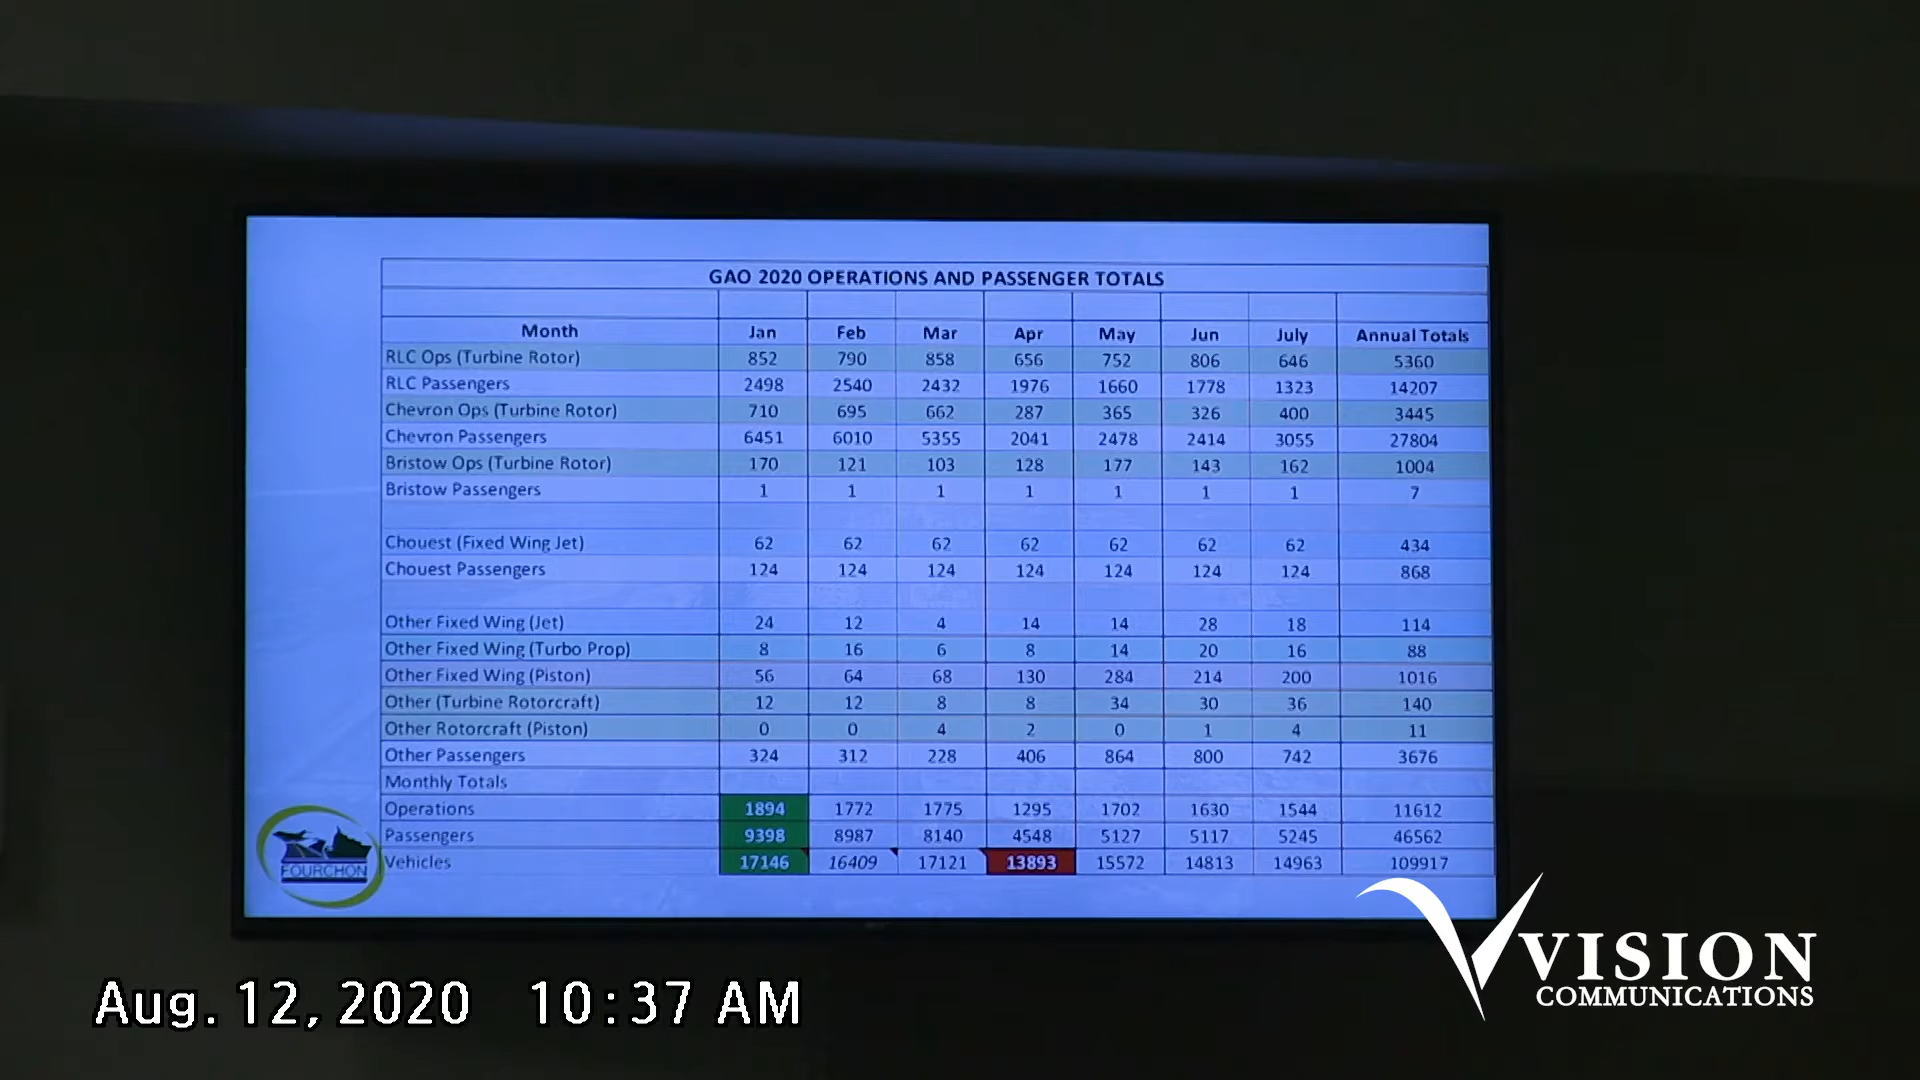 GAO 2020 OPERATIONS AND PASSENGER TOTALS
Month Jan Feb Mar Apr May Jun July Annual Totals
RLC Ops (Turbine Rotor) 852 790 858 656 752 806 646 5360
RLC Passengers 2498 2540 2432 1976 1660 1778 1323 14207
Chevron Ops (Turbine Rotor) 710 695 662 287 365 326 400 3445
Chevron Passengers 6451 6010 5355 2041 2478 2414 3055 27804
Bristow Ops (Turbine Rotor) 170 121 103 128 177 143 162 1004
Bristow Passengers 1 1 1 1 1 1 1 7
Chouest (Fixed Wing Jet) 62 62 62 62 62 62 62 434
Chouest Passengers 124 124 124 124 124 124 124 868
Other Fixed Wing (Jet) 24 12 4 14 14 28 18 114
Other Fixed Wing (Turbo Prop) 8 16 6 8 14 20 16 88
Other Fixed Wing (Piston) 56 64 68 130 284 214 200 1016
Other (Turbine Rotorcraft) 12 12 8 8 34 30 36 140
Other Rotorcraft (Piston) 0 0 4 2 0 1 4 11
Other Passengers 324 312 228 406 864 800 742 3676
Monthly Totals
Operations 1894 1772 1775 1295 1702 1630 1544 11612
Passengers 9398 8987 8140 4548 5127 5117 5245 46562
Vehicles 17146 16409 17121 13893 15572 14813 14963 109917
FOURCHON
VISION
COMMUNICATIONS
Aug. 12, 2020 10:37 AM